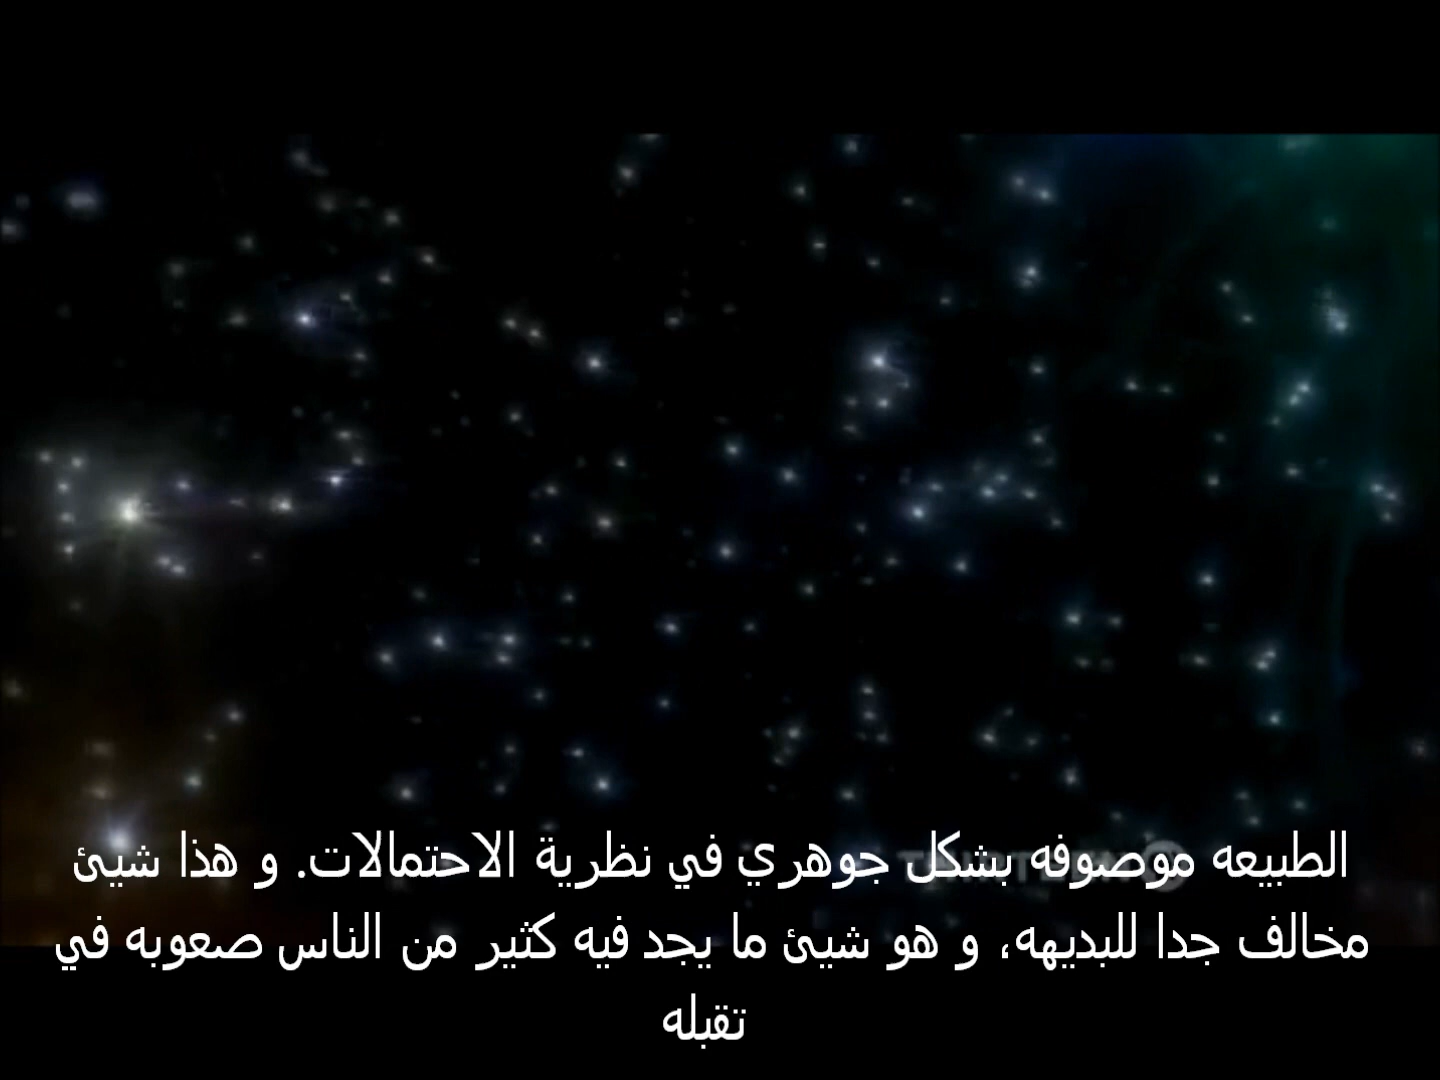 الطبيعه موصوفه بشكل جوهري في نظرية الاحتمالات. و هذا شيئ
مخالف جدا للبديهه، و هو شيئ ما يجد فيه كثير من الناس صعوبه في
تقبله